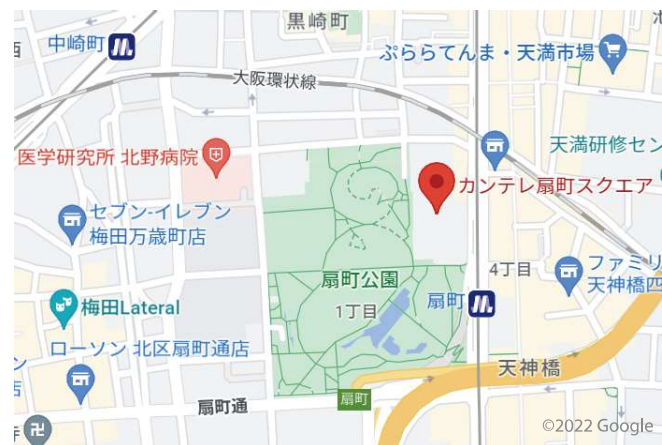 黒崎町
中崎町
ぷららてんま・天満市場
大阪環状線
医学研究所 北野病院
天満研修セン
カンテレ扇町スクエア
セブン-イレブン
梅田万歳町店
扇町公園
4丁目
ファミリ
天神橋四
梅田Lateral
1丁目
扇町
ローソン 北区扇町通店
天神橋
扇町
扇町通
©2022 Google